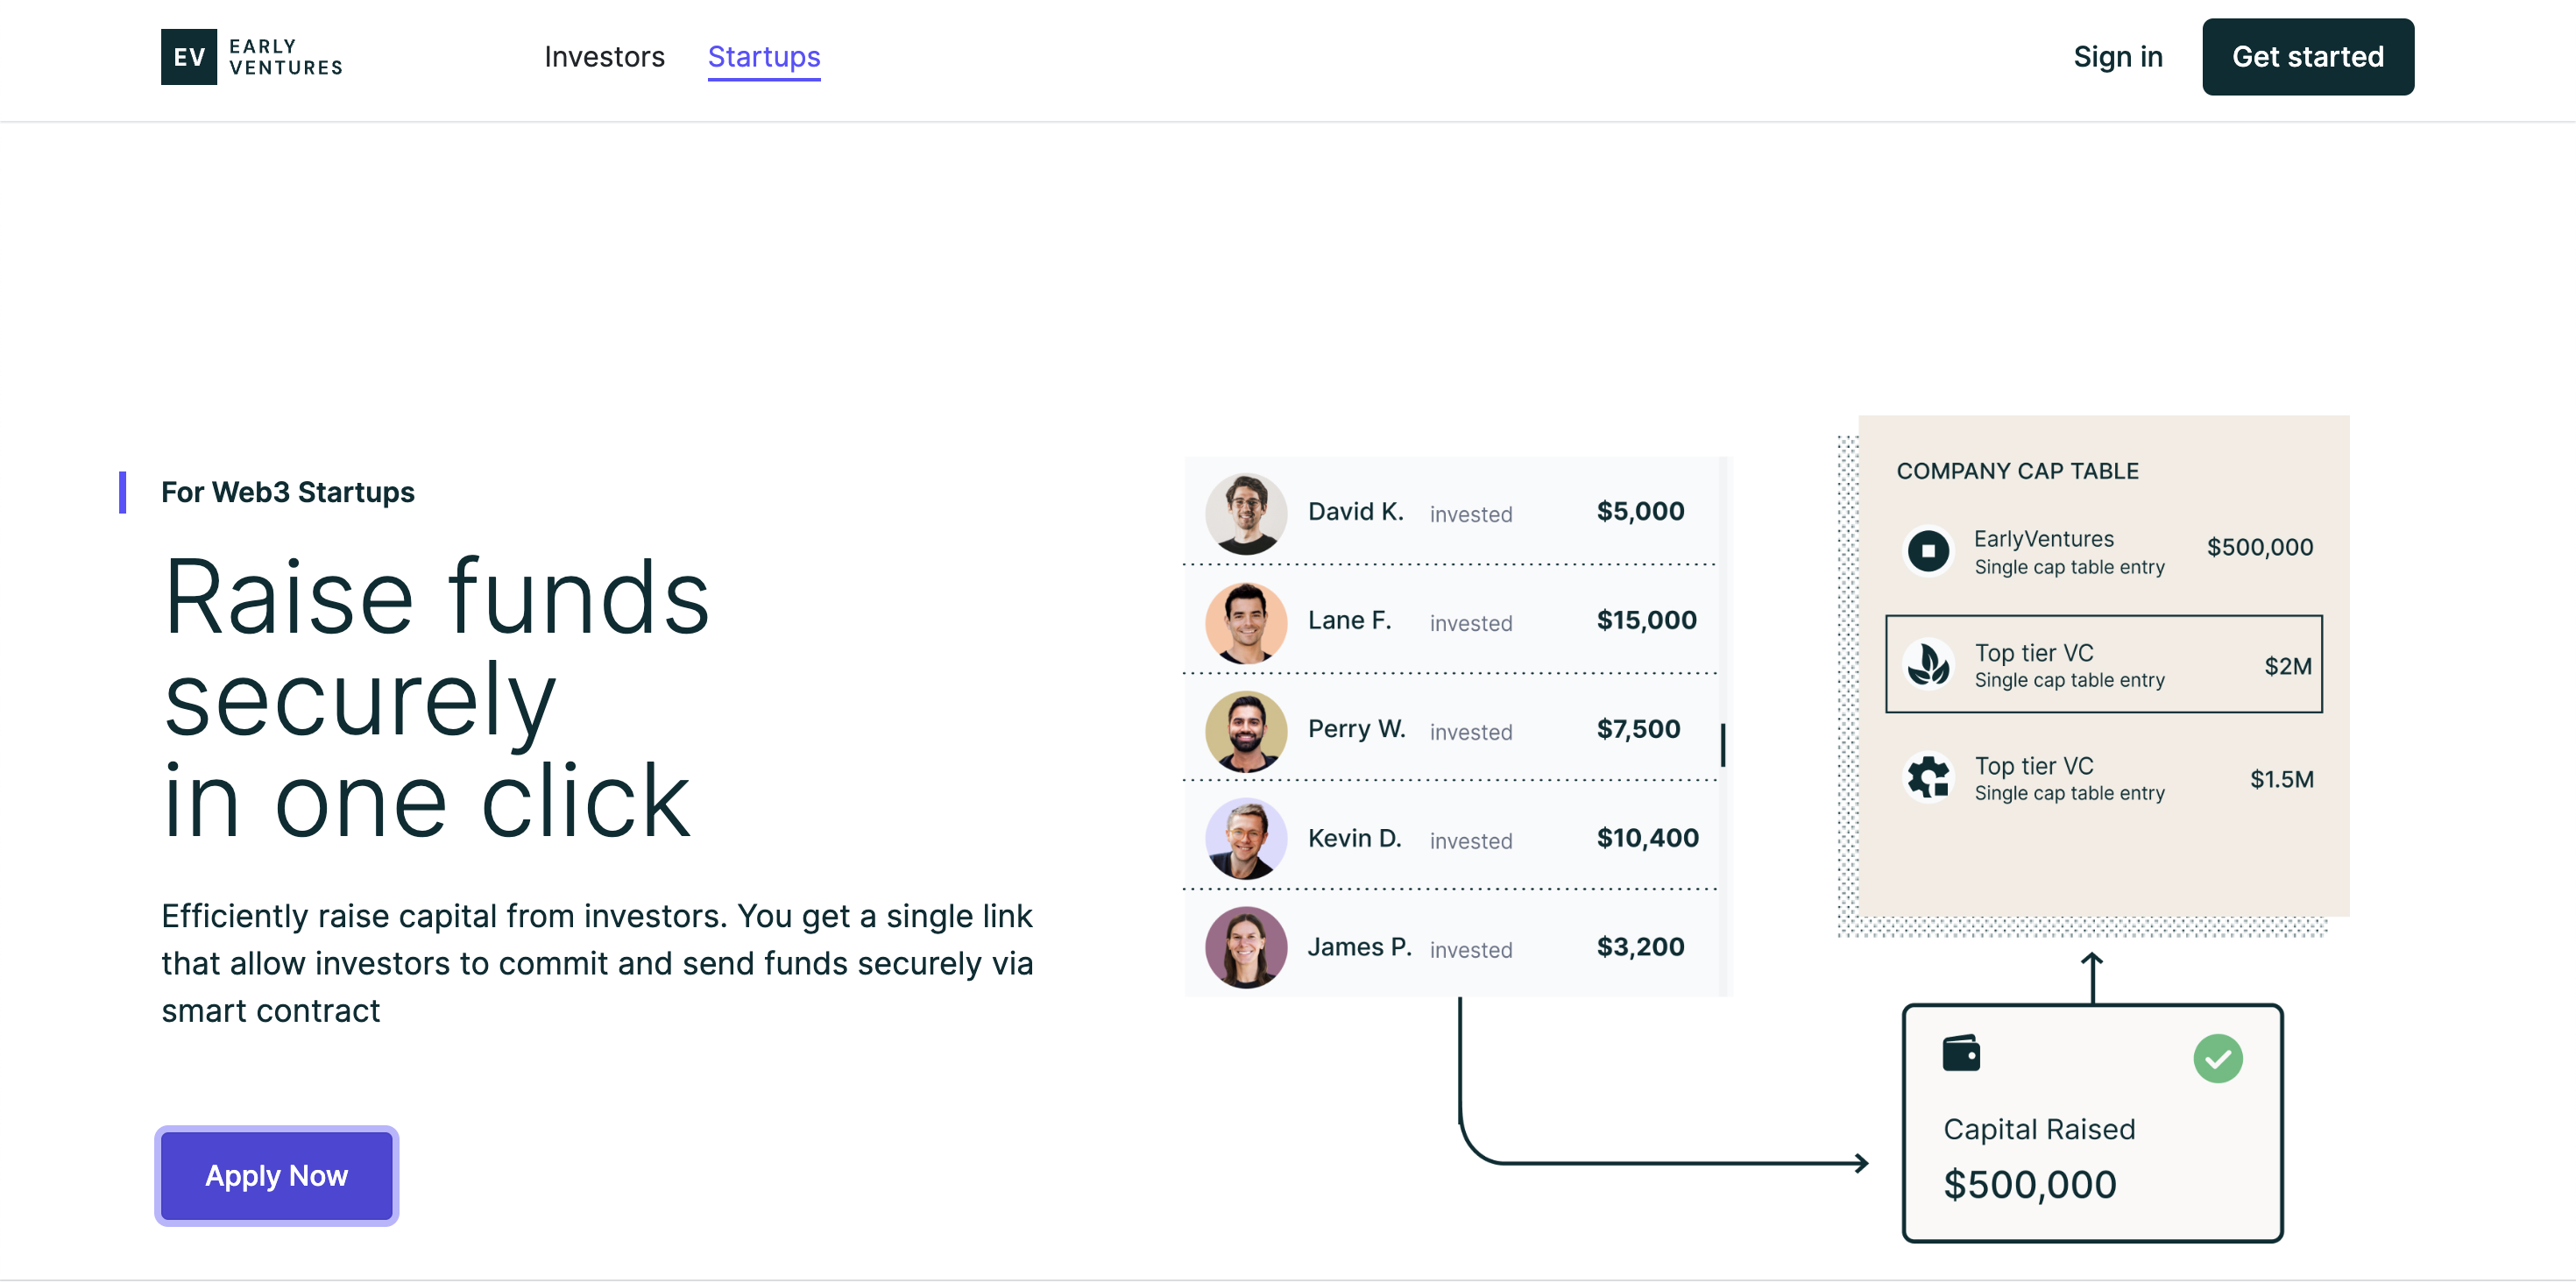 EV EARLY
VENTURES
Investors Startups
Sign in Get started
For Web3 Startups
Raise funds
securely
in one click
Efficiently raise capital from investors. You get a single link
that allow investors to commit and send funds securely via
smart contract
Apply Now
David K. invested $5,000
Lane F. invested $15,000
Perry W. invested $7,500
Kevin D. invested $10,400
James P. invested $3,200
COMPANY CAP TABLE
EarlyVentures
Single cap table entry
$500,000
Top tier VC
Single cap table entry
$2M
Top tier VC
Single cap table entry
$1.5M
Capital Raised
$500,000